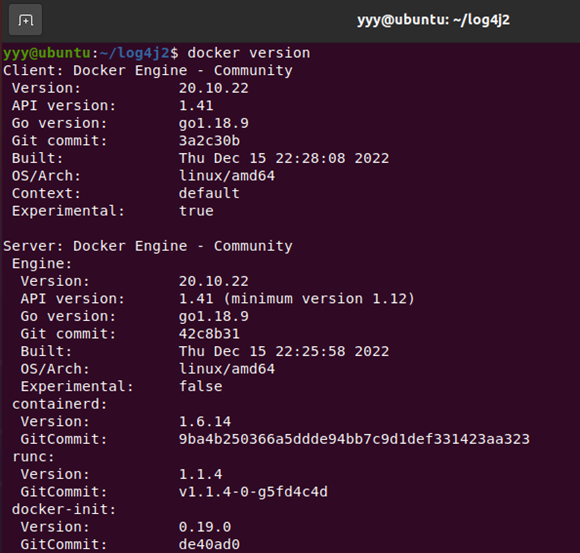 yyy@ubuntu: ~/log4j2
yyy@ubuntu:~/log4j2$ docker version
Client: Docker Engine - Community
 Version:           20.10.22
 API version:       1.41
 Go version:        go1.18.9
 Git commit:        3a2c30b
 Built:             Thu Dec 15 22:28:08 2022
 OS/Arch:           linux/amd64
 Context:           default
 Experimental:      true

Server: Docker Engine - Community
 Engine:
  Version:          20.10.22
  API version:      1.41 (minimum version 1.12)
  Go version:       go1.18.9
  Git commit:       42c8b31
  Built:            Thu Dec 15 22:25:58 2022
  OS/Arch:          linux/amd64
  Experimental:     false
 containerd:
  Version:          1.6.14
  GitCommit:        9ba4b250366a5ddde94bb7c9d1def331423aa323
 runc:
  Version:          1.1.4
  GitCommit:        v1.1.4-0-g5fd4c4d
 docker-init:
  Version:          0.19.0
  GitCommit:        de40ad0